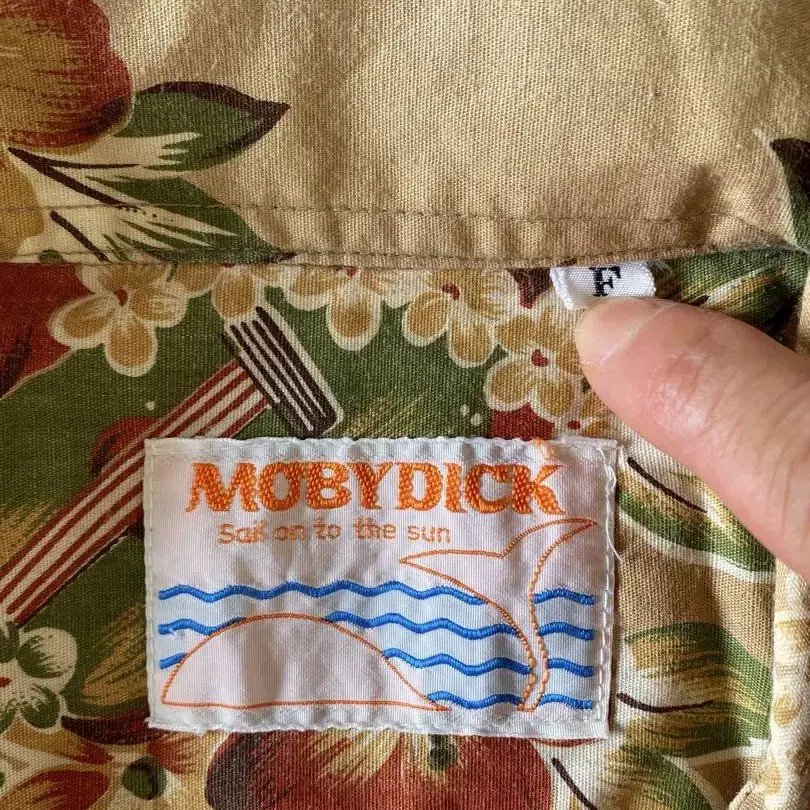 F
MOBYDICK
Sail on to the sun